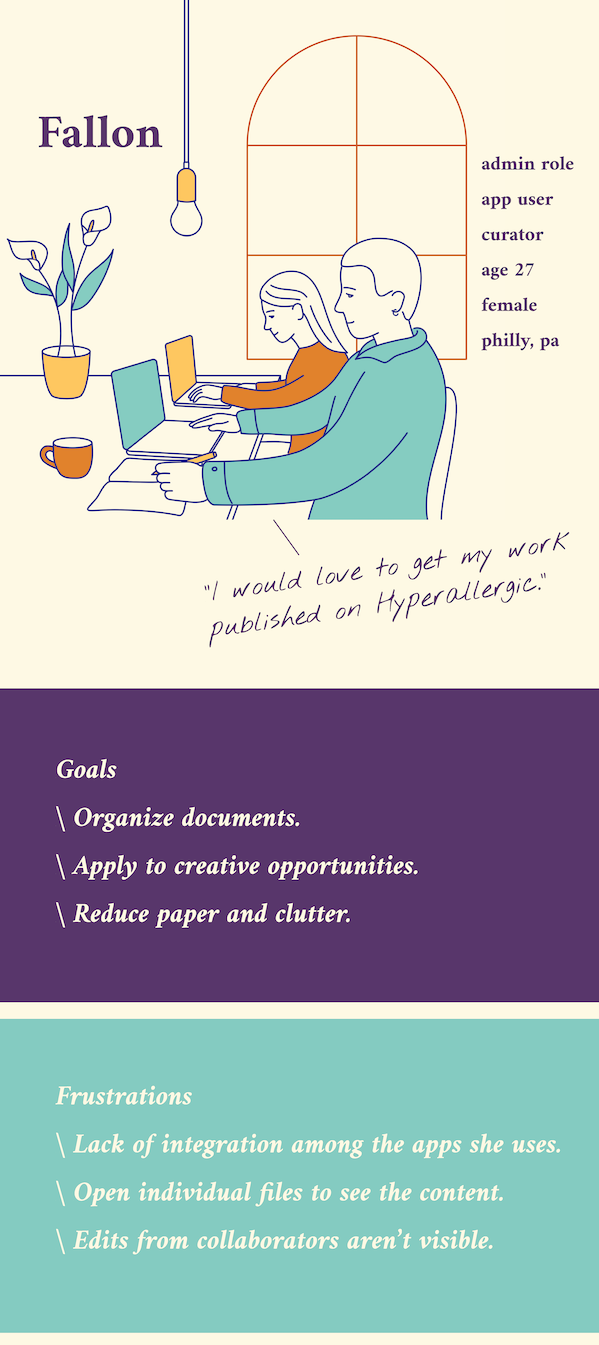 Fallon
admin role
app user
curator
age 27
female
philly, pa
"I would love to get my work
published on Hyperallergic."
Goals
\ Organize documents.
\ Apply to creative opportunities.
\ Reduce paper and clutter.
Frustrations
\ Lack of integration among the apps she uses.
\ Open individual files to see the content.
\ Edits from collaborators aren’t visible.